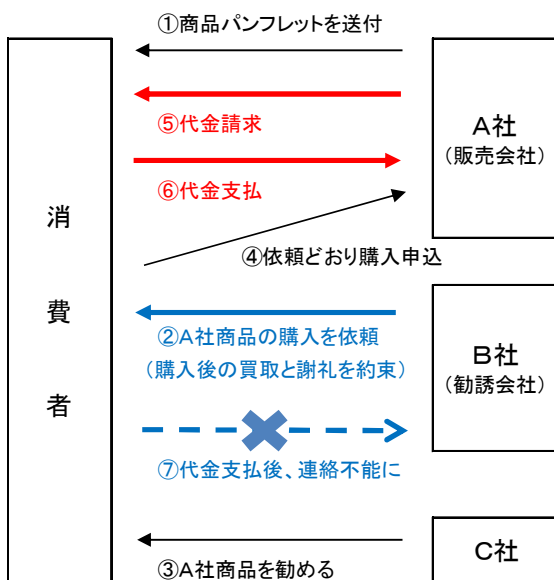 ①商品パンフレットを送付
⑤代金請求
⑥代金支払
④依頼どおり購入申込
A社
(販売会社)
消
費
者
②A社商品の購入を依頼
(購入後の買取と謝礼を約束)
B社
(勧誘会社)
⑦代金支払後、連絡不能に
③A社商品を勧める
C社